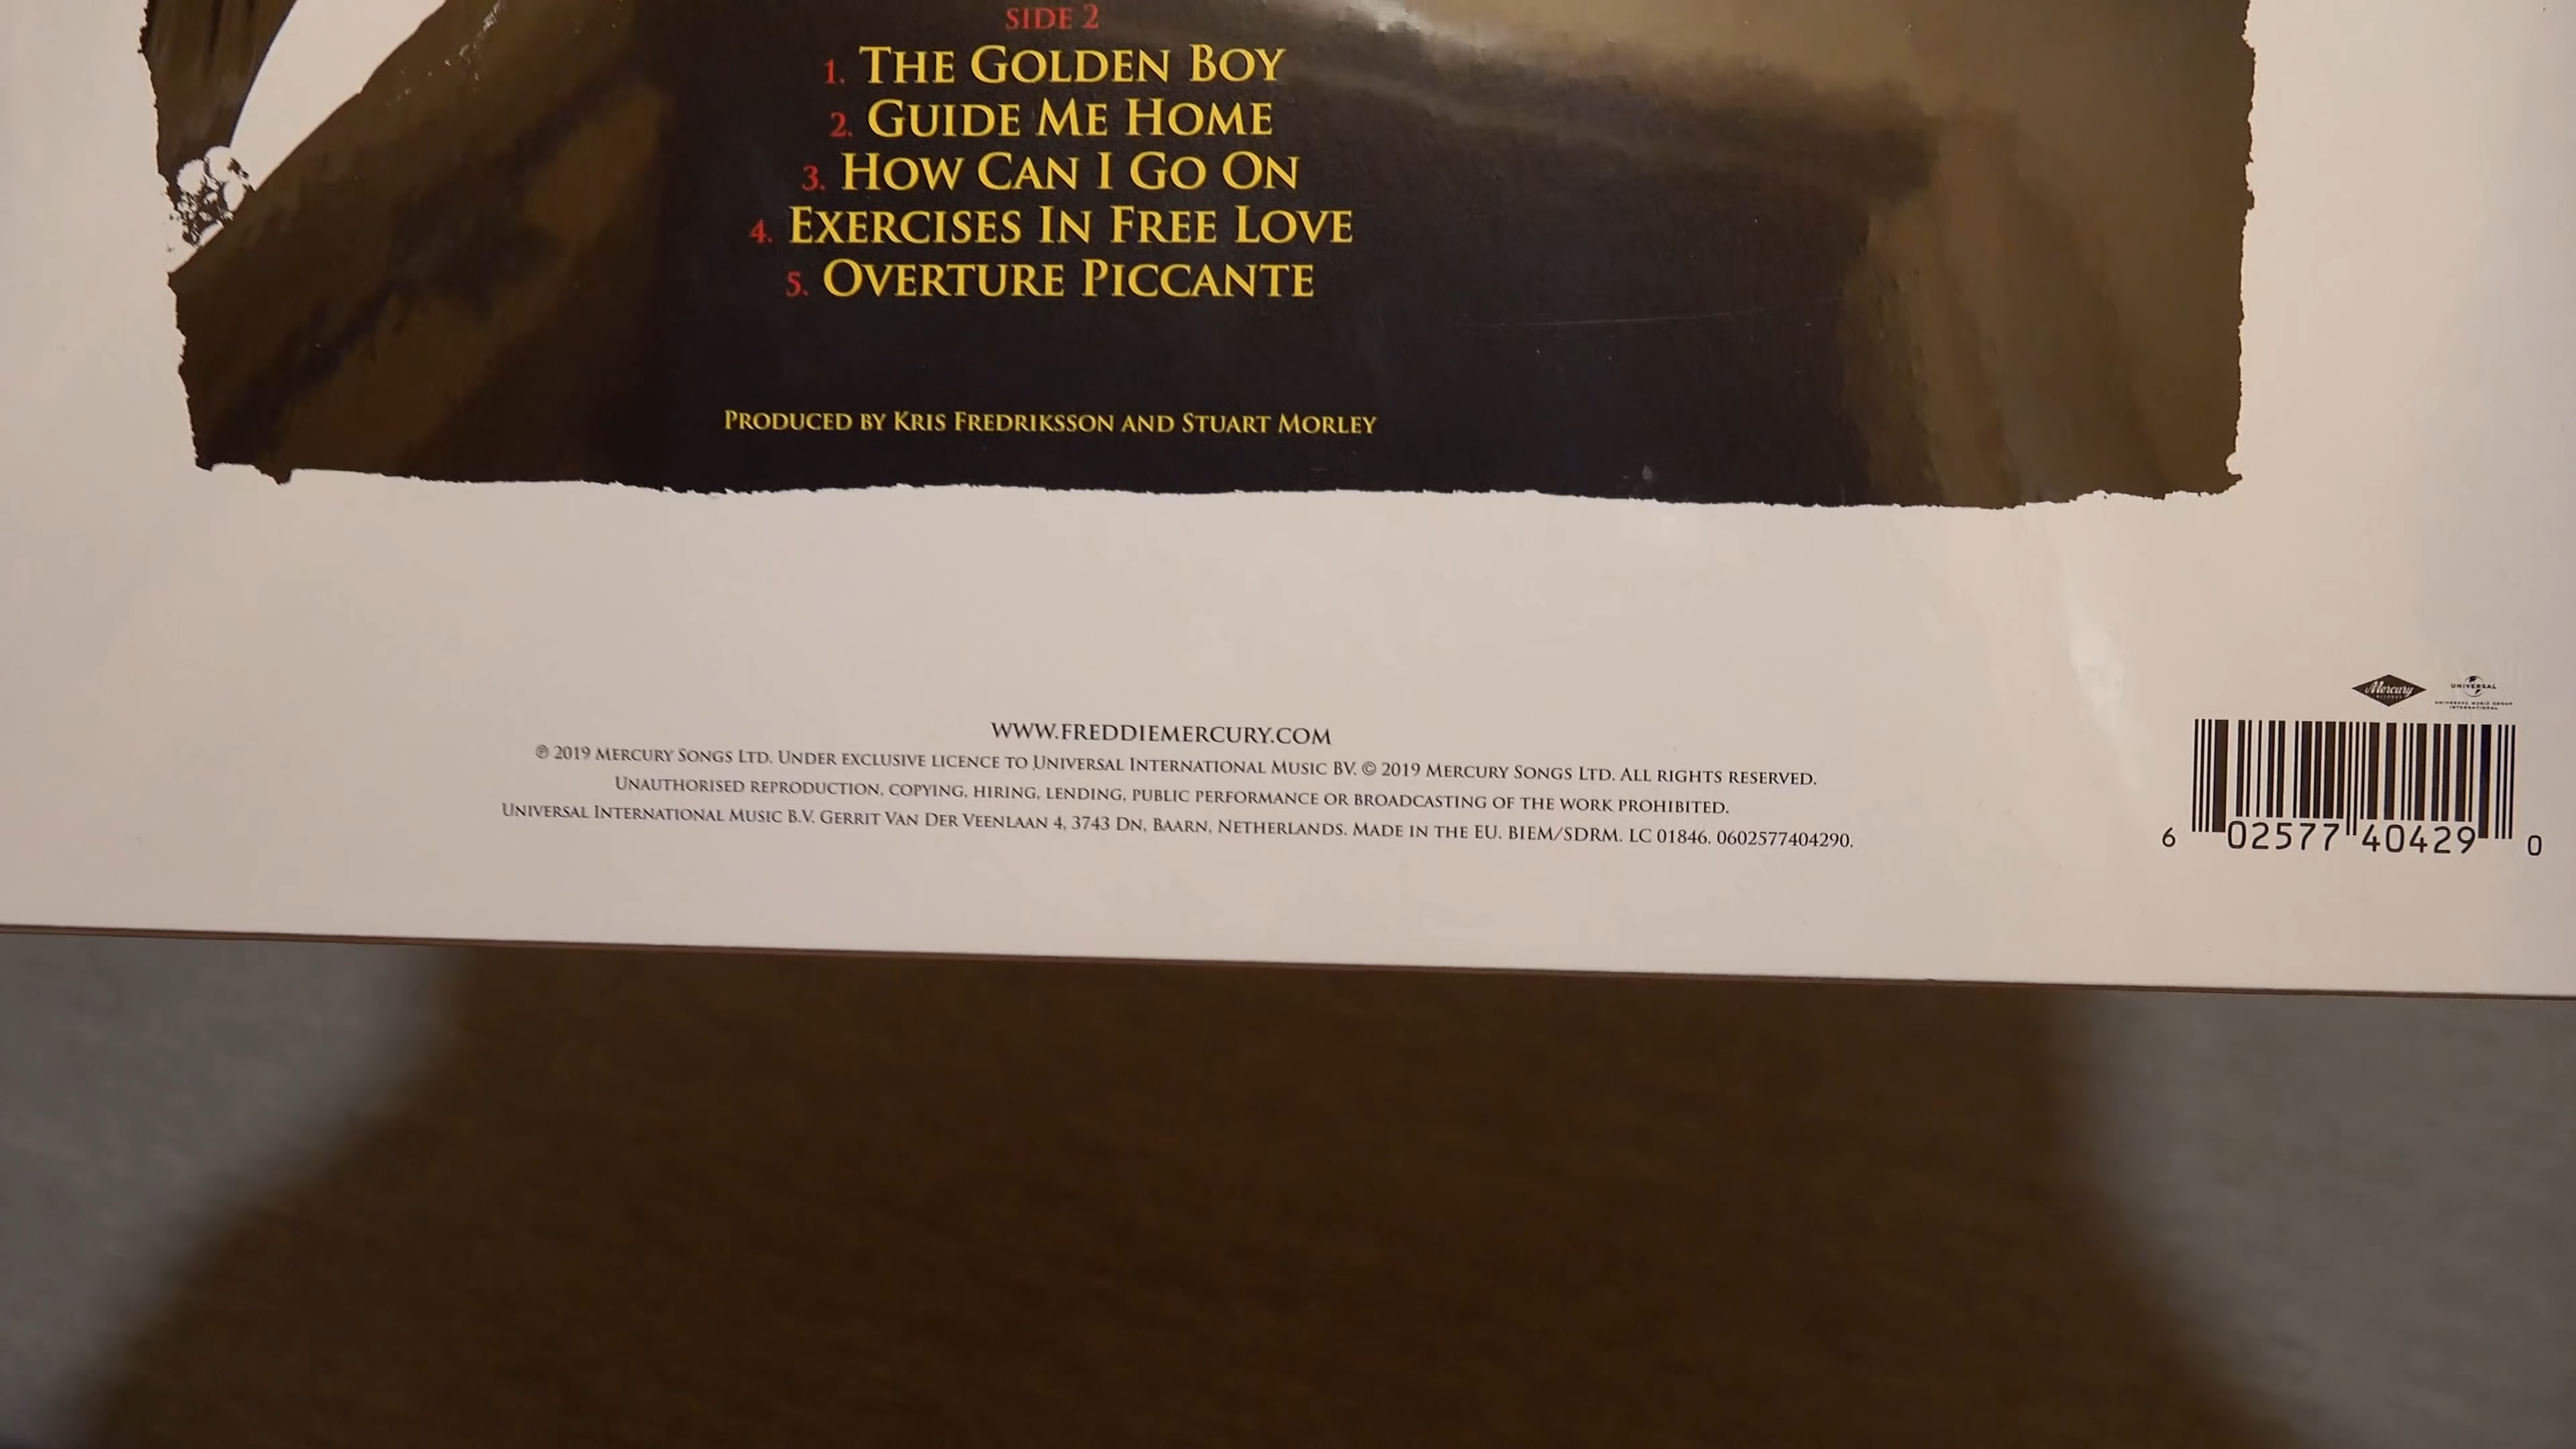 SIDE 2
1. THE GOLDEN BOY
2. GUIDE ME HOME
3. HOW CAN I GO ON
4. EXERCISES IN FREE LOVE
5. OVERTURE PICCANTE
PRODUCED BY KRIS FREDRIKSSON AND STUART MORLEY
WWW.FREDDIEMERCURY.COM
℗ 2019 MERCURY SONGS LTD. UNDER EXCLUSIVE LICENCE TO UNIVERSAL INTERNATIONAL MUSIC BV. © 2019 MERCURY SONGS LTD. ALL RIGHTS RESERVED.
UNAUTHORISED REPRODUCTION, COPYING, HIRING, LENDING, PUBLIC PERFORMANCE OR BROADCASTING OF THE WORK PROHIBITED.
UNIVERSAL INTERNATIONAL MUSIC B.V. GERRIT VAN DER VEENLAAN 4, 3743 DN, BAARN, NETHERLANDS. MADE IN THE EU. BIEM/SDRM. LC 01846. 0602577404290.
Mercury
UNIVERSAL
UNIVERSAL MUSIC GROUP
INTERNATIONAL
6 02577 40429 0